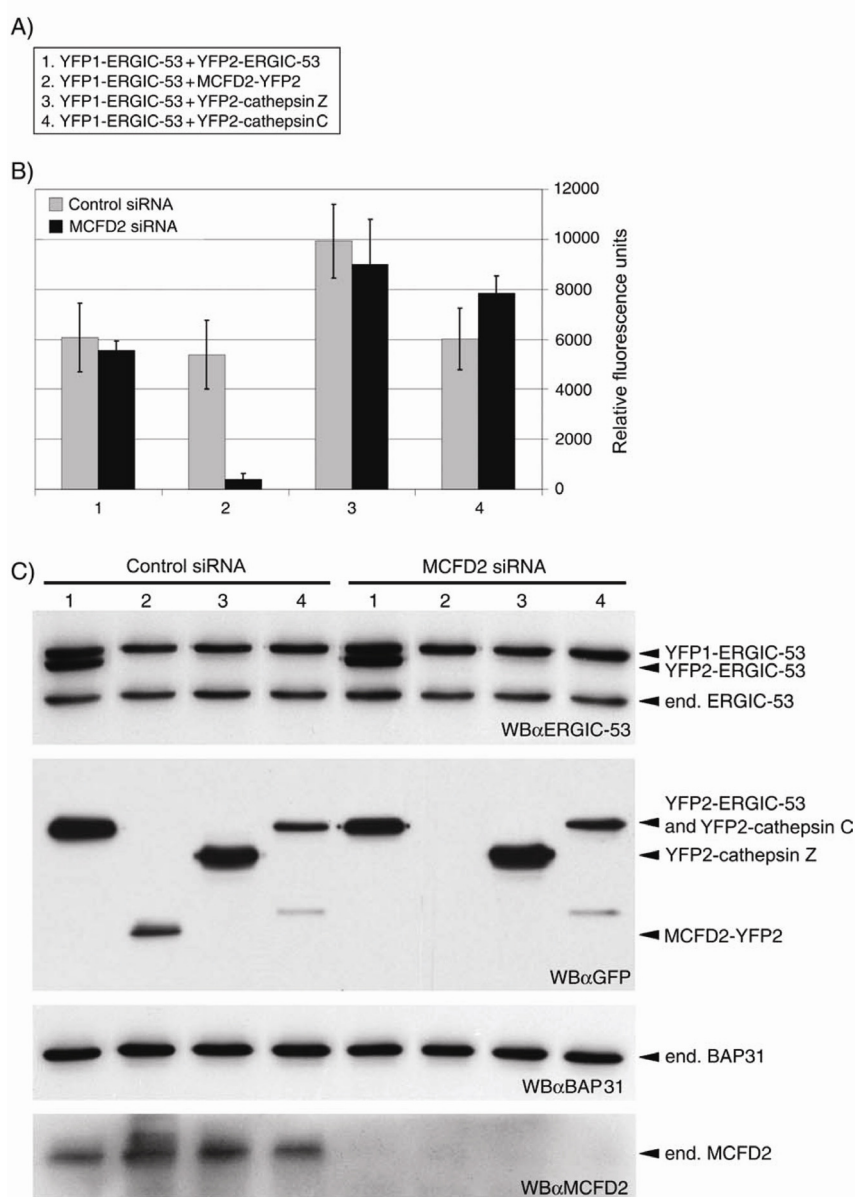 A)
1. YFP1-ERGIC-53+YFP2-ERGIC-53
2. YFP1-ERGIC-53+MCFD2-YFP2
3. YFP1-ERGIC-53+YFP2-cathepsin Z
4. YFP1-ERGIC-53+YFP2-cathepsin C
B)
Control siRNA
MCFD2 siRNA
12000
10000
8000
6000
4000
2000
0
Relative fluorescence units
1 2 3 4
C)
Control siRNA MCFD2 siRNA
1 2 3 4 1 2 3 4
YFP1-ERGIC-53
YFP2-ERGIC-53
end. ERGIC-53
WBαERGIC-53
YFP2-ERGIC-53
and YFP2-cathepsin C
YFP2-cathepsin Z
MCFD2-YFP2
WBαGFP
end. BAP31
WBαBAP31
end. MCFD2
WBαMCFD2